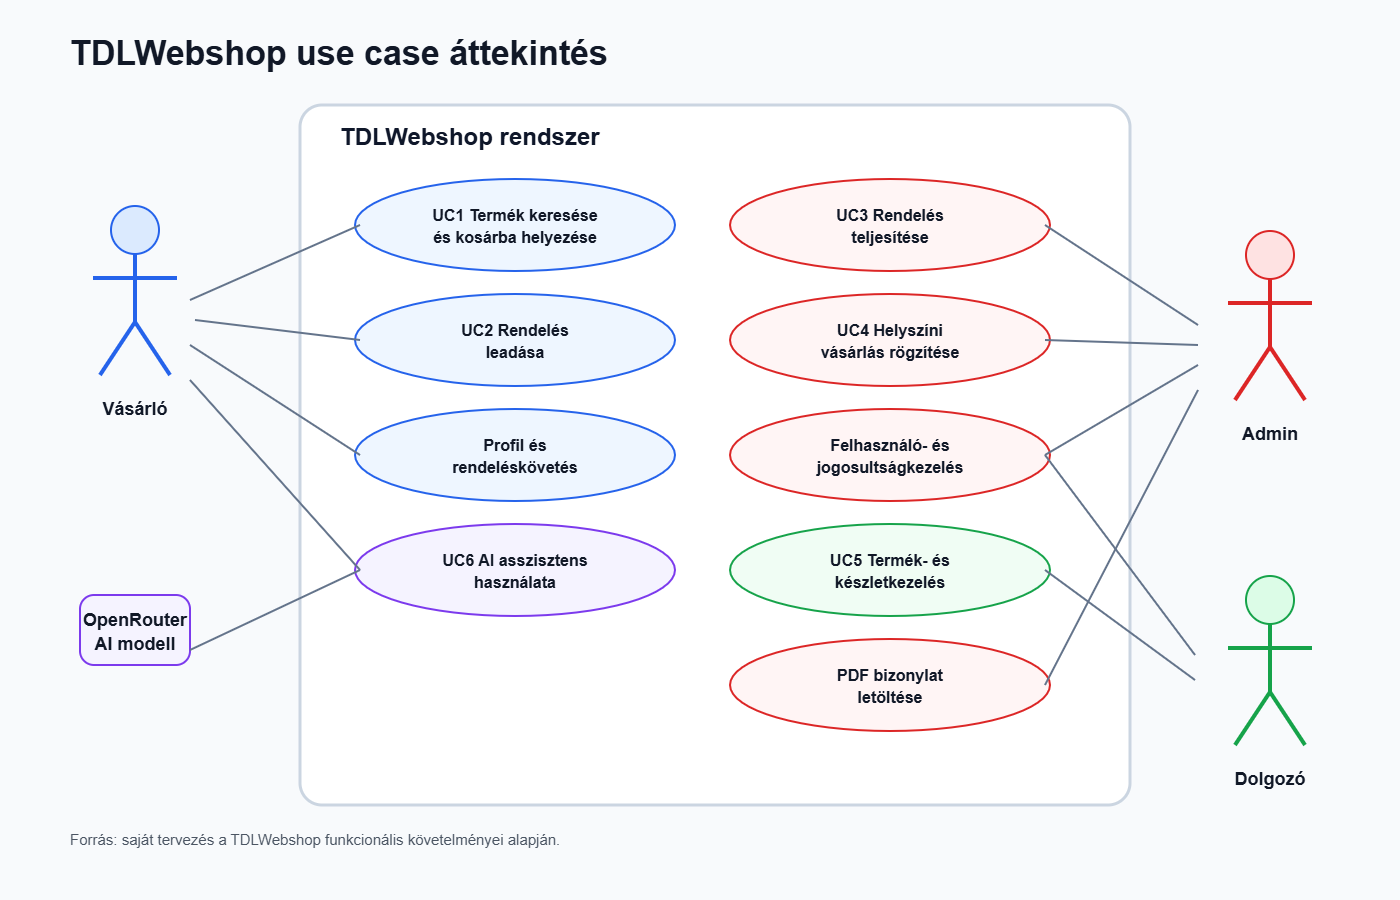 TDLWebshop use case áttekintés
TDLWebshop rendszer
UC1 Termék keresése
és kosárba helyezése
UC2 Rendelés
leadása
Profil és
rendeléskövetés
UC6 AI asszisztens
használata
UC3 Rendelés
teljesítése
UC4 Helyszíni
vásárlás rögzítése
Felhasználó- és
jogosultságkezelés
UC5 Termék- és
készletkezelés
PDF bizonylat
letöltése
Vásárló
OpenRouter
AI modell
Admin
Dolgozó
Forrás: saját tervezés a TDLWebshop funkcionális követelményei alapján.